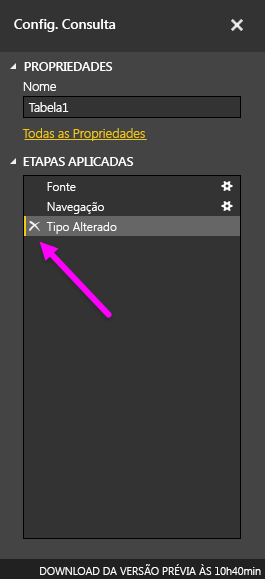 Config. Consulta
PROPRIEDADES
Nome
Tabela1
Todas as Propriedades
ETAPAS APLICADAS
Fonte
Navegação
Tipo Alterado
DOWNLOAD DA VERSÃO PRÉVIA ÀS 10h40min